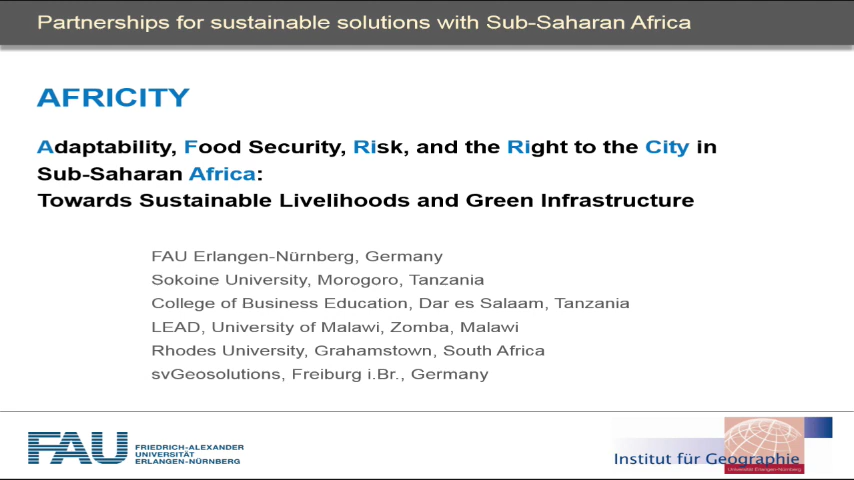 Partnerships for sustainable solutions with Sub-Saharan Africa
AFRICITY
Adaptability, Food Security, Risk, and the Right to the City in
Sub-Saharan Africa:
Towards Sustainable Livelihoods and Green Infrastructure
FAU Erlangen-Nürnberg, Germany
Sokoine University, Morogoro, Tanzania
College of Business Education, Dar es Salaam, Tanzania
LEAD, University of Malawi, Zomba, Malawi
Rhodes University, Grahamstown, South Africa
svGeosolutions, Freiburg i.Br., Germany
FAU
FRIEDRICH-ALEXANDER
UNIVERSITÄT
ERLANGEN-NÜRNBERG
Institut für Geographie
Universität Erlangen-Nürnberg